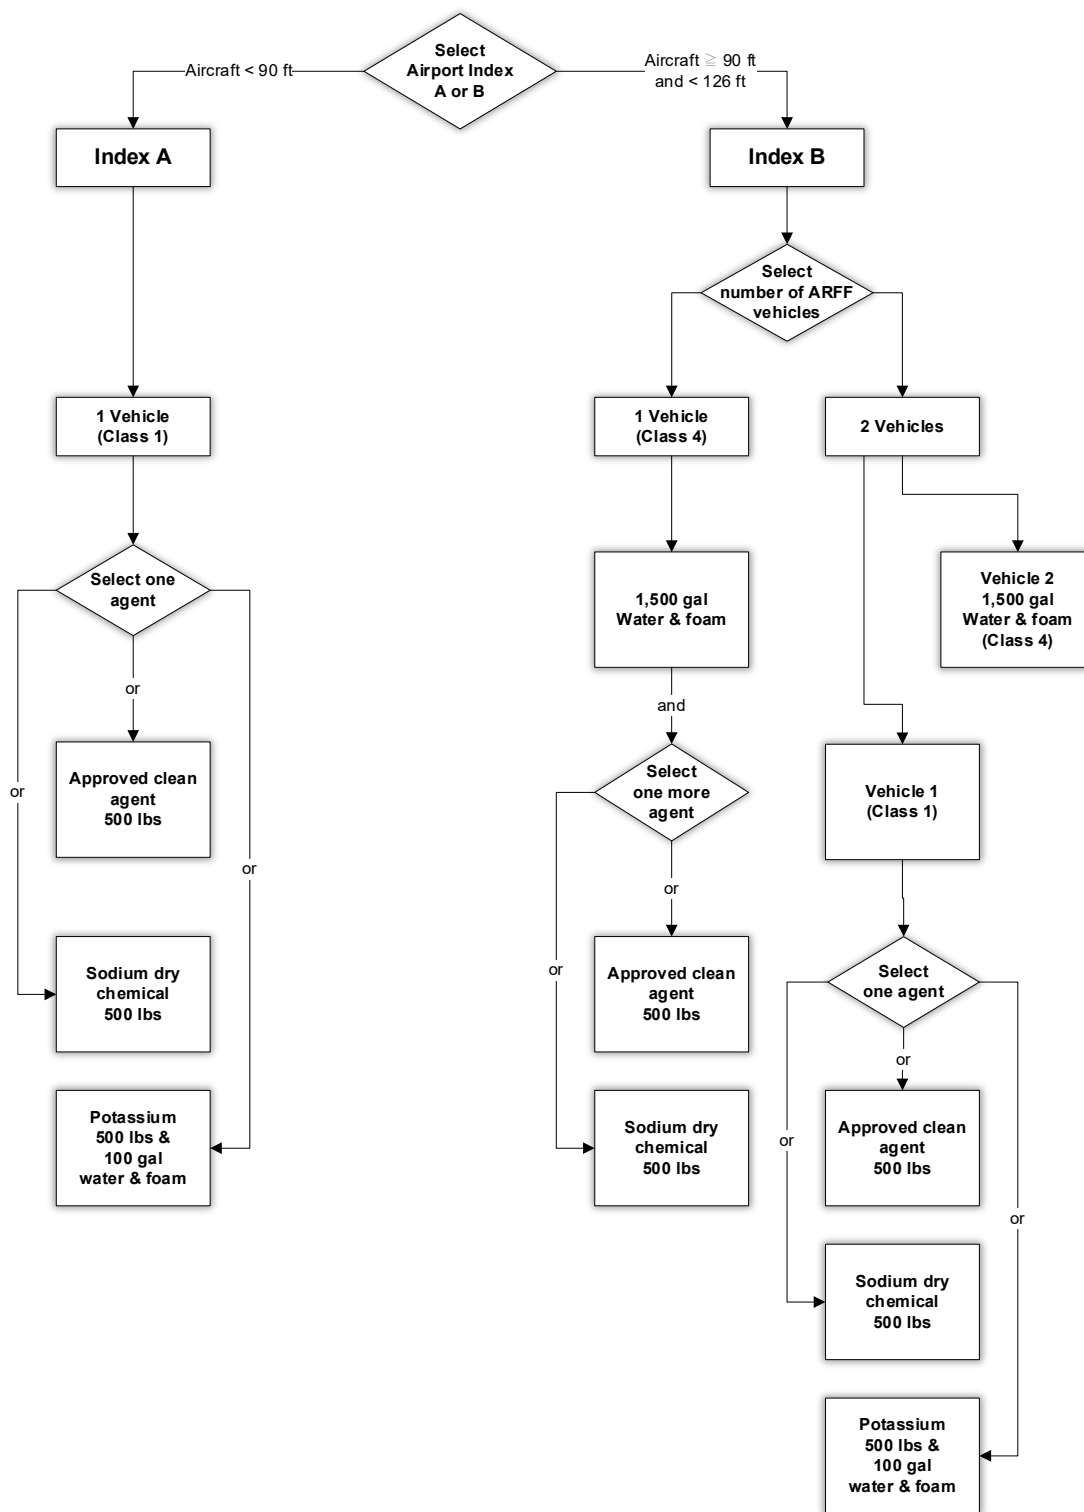 Select
Airport Index
A or B
Aircraft < 90 ft
Aircraft ≧ 90 ft
and < 126 ft
Index A
Index B
Select
number of ARFF
vehicles
1 Vehicle
(Class 1)
1 Vehicle
(Class 4)
2 Vehicles
Select one
agent
1,500 gal
Water & foam
Vehicle 2
1,500 gal
Water & foam
(Class 4)
or
and
Approved clean
agent
500 lbs
or
or
Select
one more
agent
Vehicle 1
(Class 1)
or
Sodium dry
chemical
500 lbs
or
Approved clean
agent
500 lbs
Select
one agent
or
Potassium
500 lbs &
100 gal
water & foam
Sodium dry
chemical
500 lbs
or
Approved clean
agent
500 lbs
or
Sodium dry
chemical
500 lbs
Potassium
500 lbs &
100 gal
water & foam